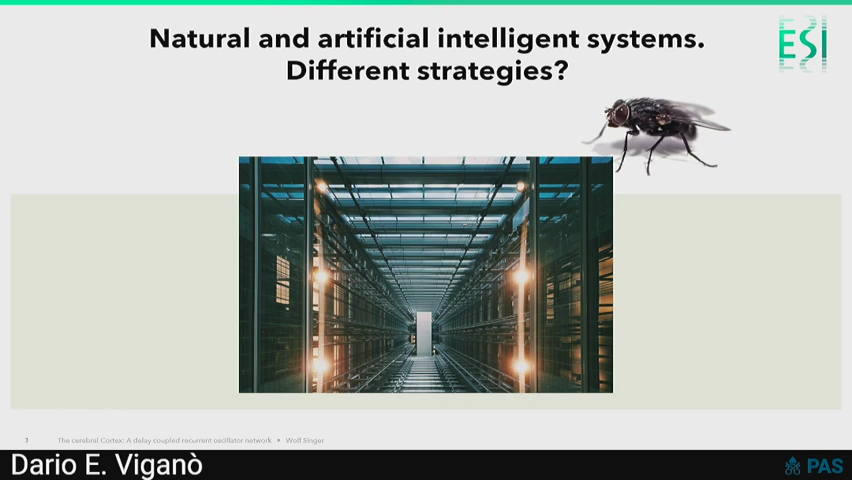 Natural and artificial intelligent systems.
Different strategies?
ESI
3 The cerebral Cortex: A delay coupled recurrent oscillator network • Wolf Singer
Dario E. Viganò
PAS